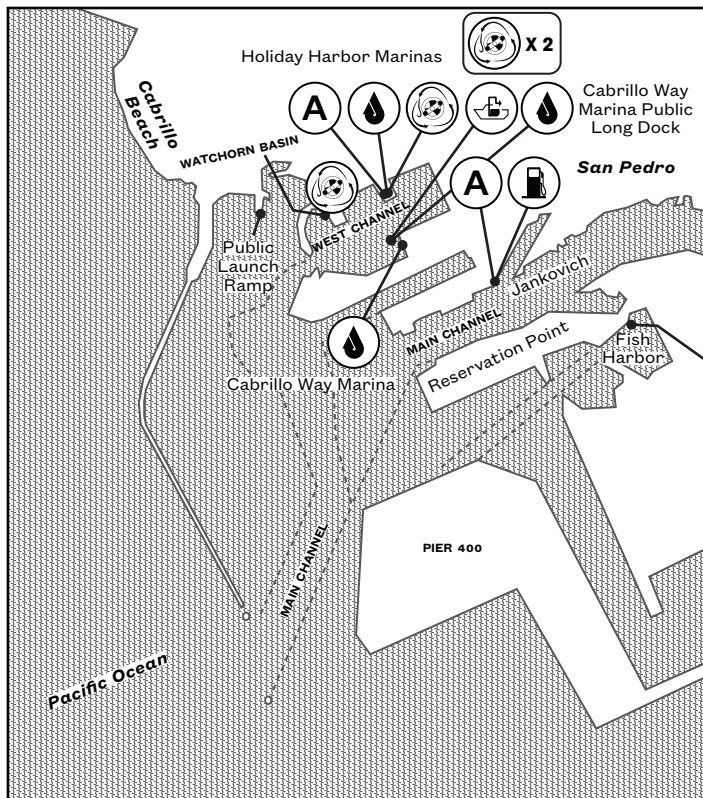 X 2
Holiday Harbor Marinas
Cabrillo
Beach
Cabrillo Way
Marina Public
Long Dock
A
WATCHORN BASIN
A
San Pedro
WEST CHANNEL
Public
Launch
Ramp
Jankovich
MAIN CHANNEL
Reservation Point
Fish
Harbor
Cabrillo Way Marina
MAIN CHANNEL
PIER 400
Pacific Ocean